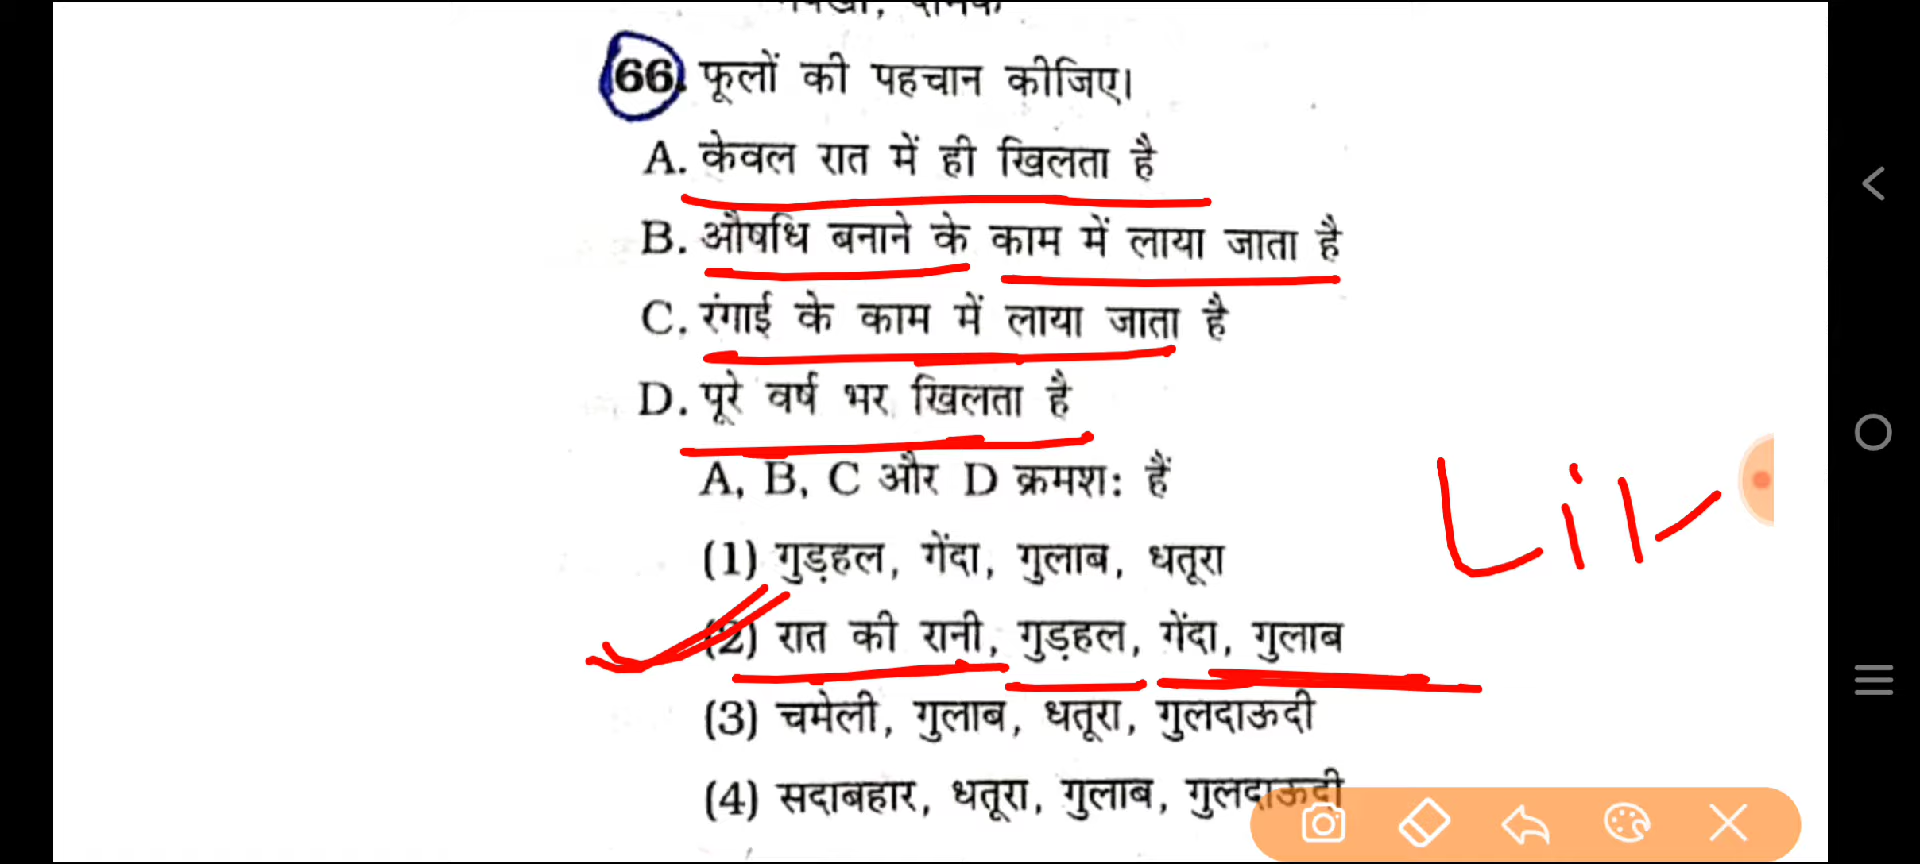 66. फूलों की पहचान कीजिए।
A. केवल रात में ही खिलता है
B. औषधि बनाने के काम में लाया जाता है
C. रंगाई के काम में लाया जाता है
D. पूरे वर्ष भर खिलता है
A, B, C और D क्रमशः हैं
(1) गुड़हल, गेंदा, गुलाब, धतूरा
(2) रात की रानी, गुड़हल, गेंदा, गुलाब
(3) चमेली, गुलाब, धतूरा, गुलदाऊदी
(4) सदाबहार, धतूरा, गुलाब, गुलदाऊदी